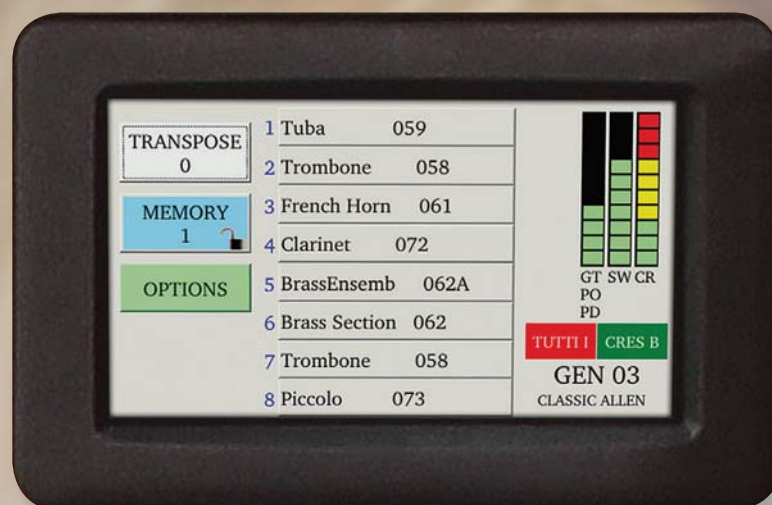 TRANSPOSE
0
MEMORY
1
OPTIONS
1 Tuba 059
2 Trombone 058
3 French Horn 061
4 Clarinet 072
5 BrassEnsemb 062A
6 Brass Section 062
7 Trombone 058
8 Piccolo 073
GT SW CR
PO
PD
TUTTI I CRES B
GEN 03
CLASSIC ALLEN